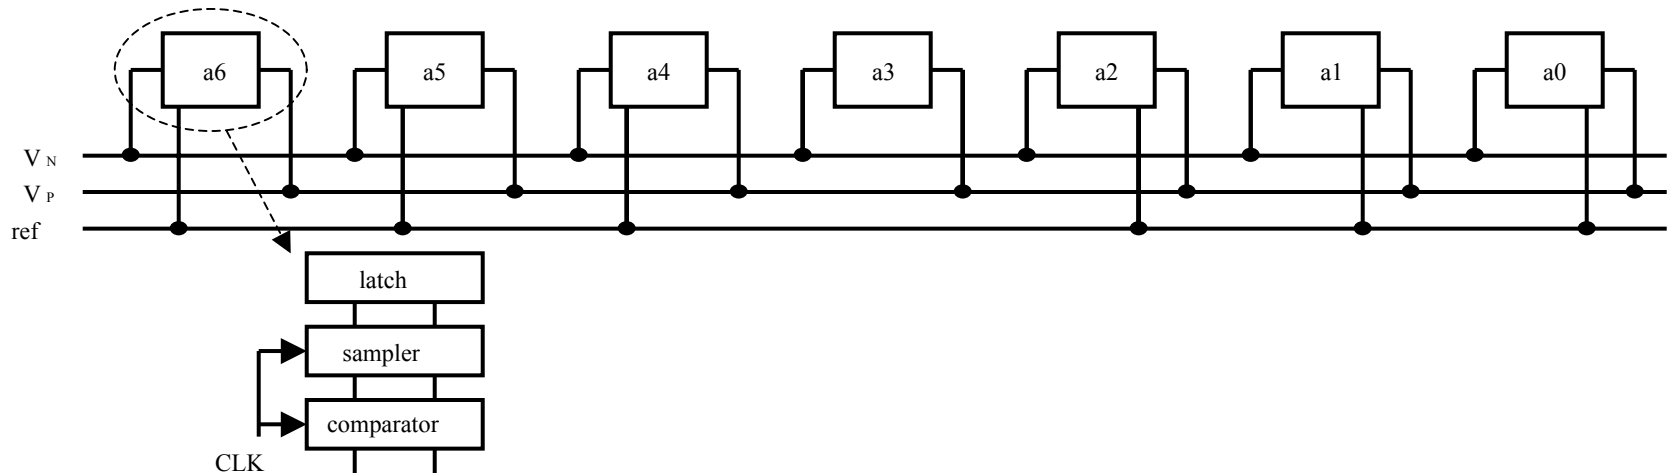 a6 a5 a4 a3 a2 a1 a0
V N
V P
ref
latch
sampler
comparator
CLK